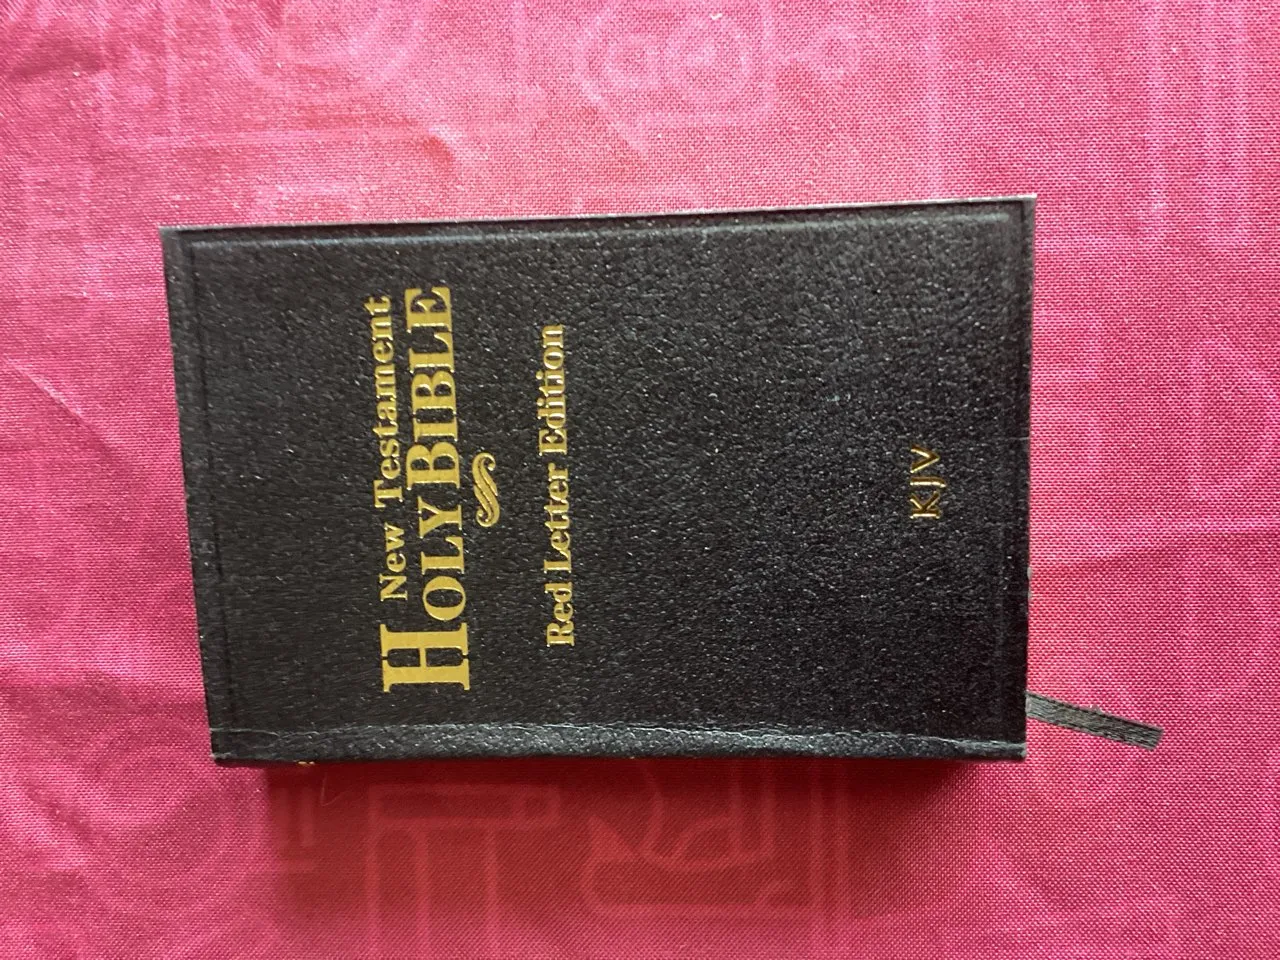 New Testament
HOLY BIBLE
Red Letter Edition
KJV